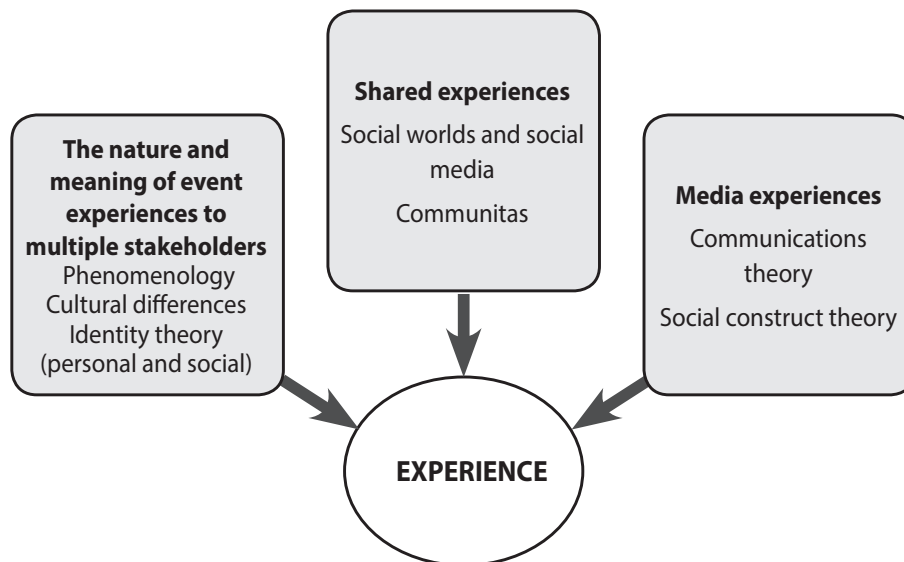 The nature and
meaning of event
experiences to
multiple stakeholders
Phenomenology
Cultural differences
Identity theory
(personal and social)
Shared experiences
Social worlds and social
media
Communitas
Media experiences
Communications
theory
Social construct theory
EXPERIENCE